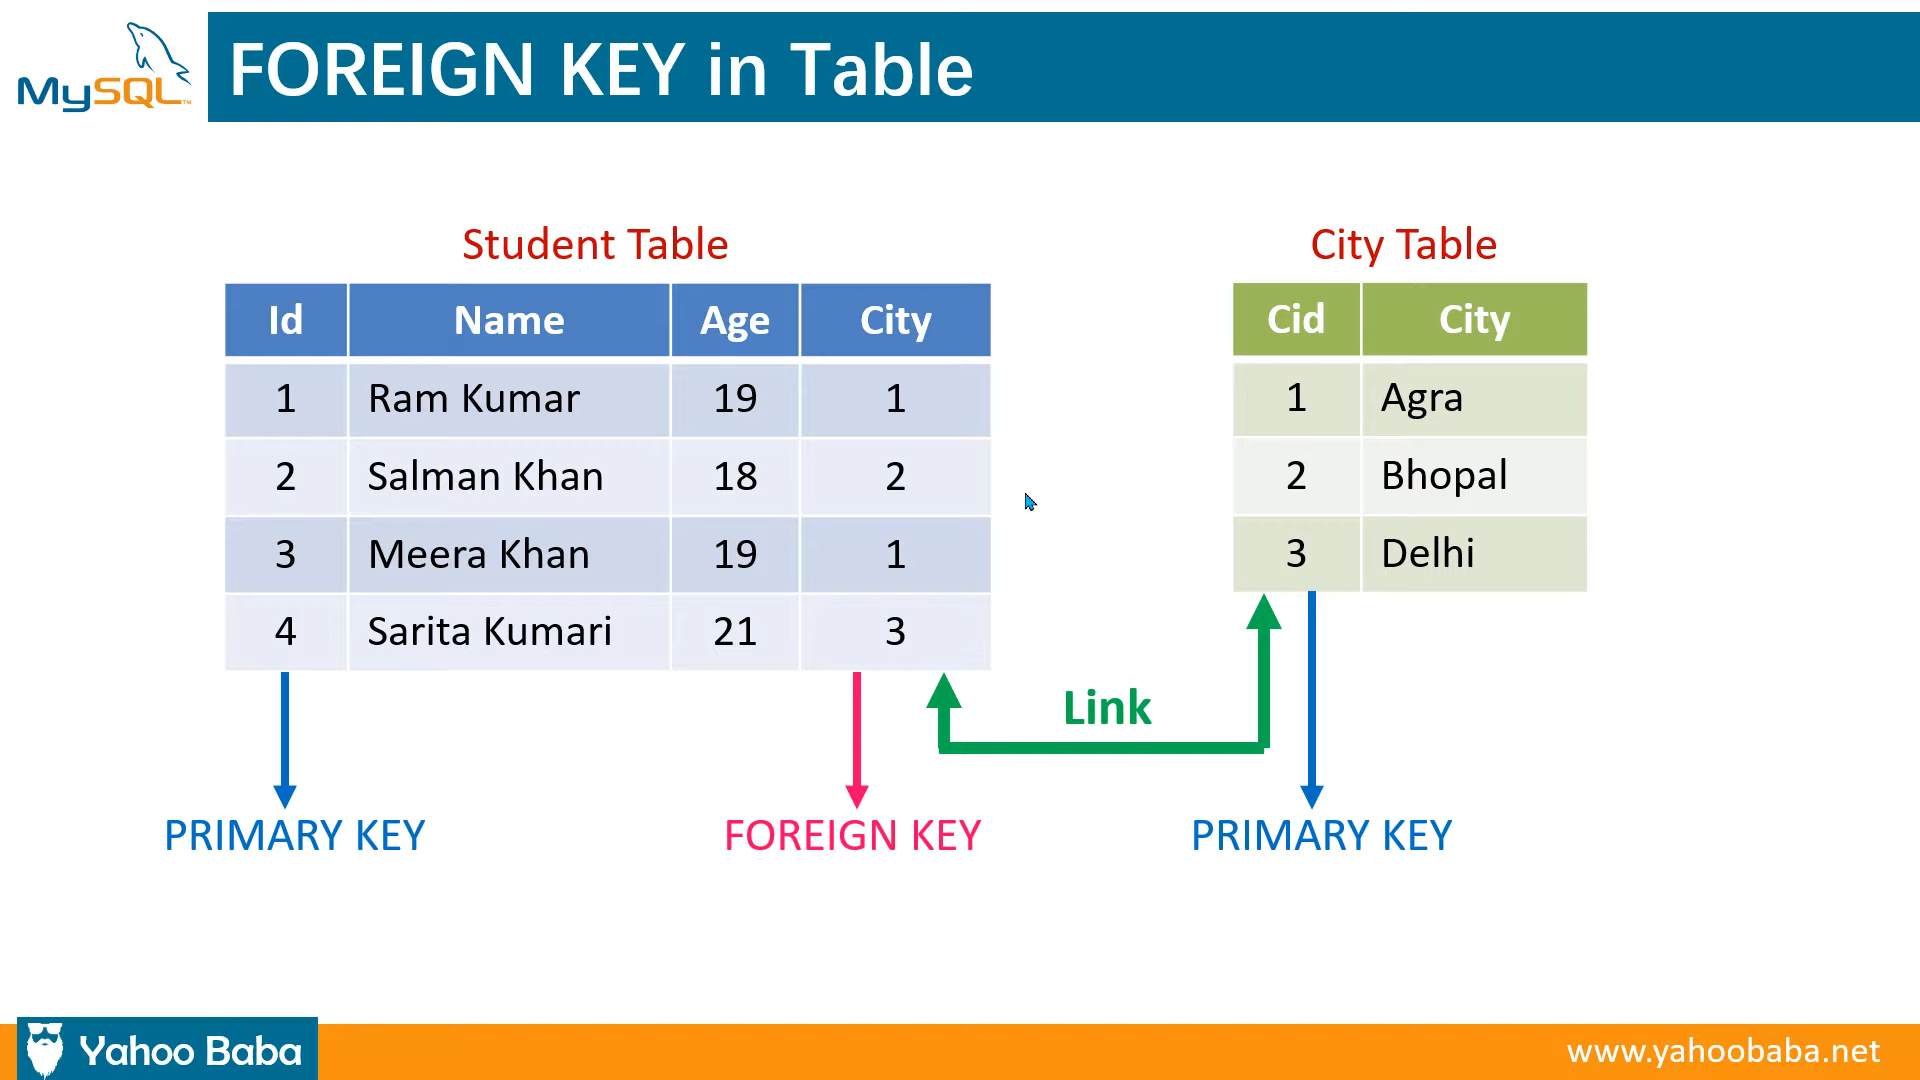 MySQL™
FOREIGN KEY in Table
Student Table
Id Name Age City
1 Ram Kumar 19 1
2 Salman Khan 18 2
3 Meera Khan 19 1
4 Sarita Kumari 21 3
City Table
Cid City
1 Agra
2 Bhopal
3 Delhi
Link
PRIMARY KEY
FOREIGN KEY
PRIMARY KEY
Yahoo Baba
www.yahoobaba.net